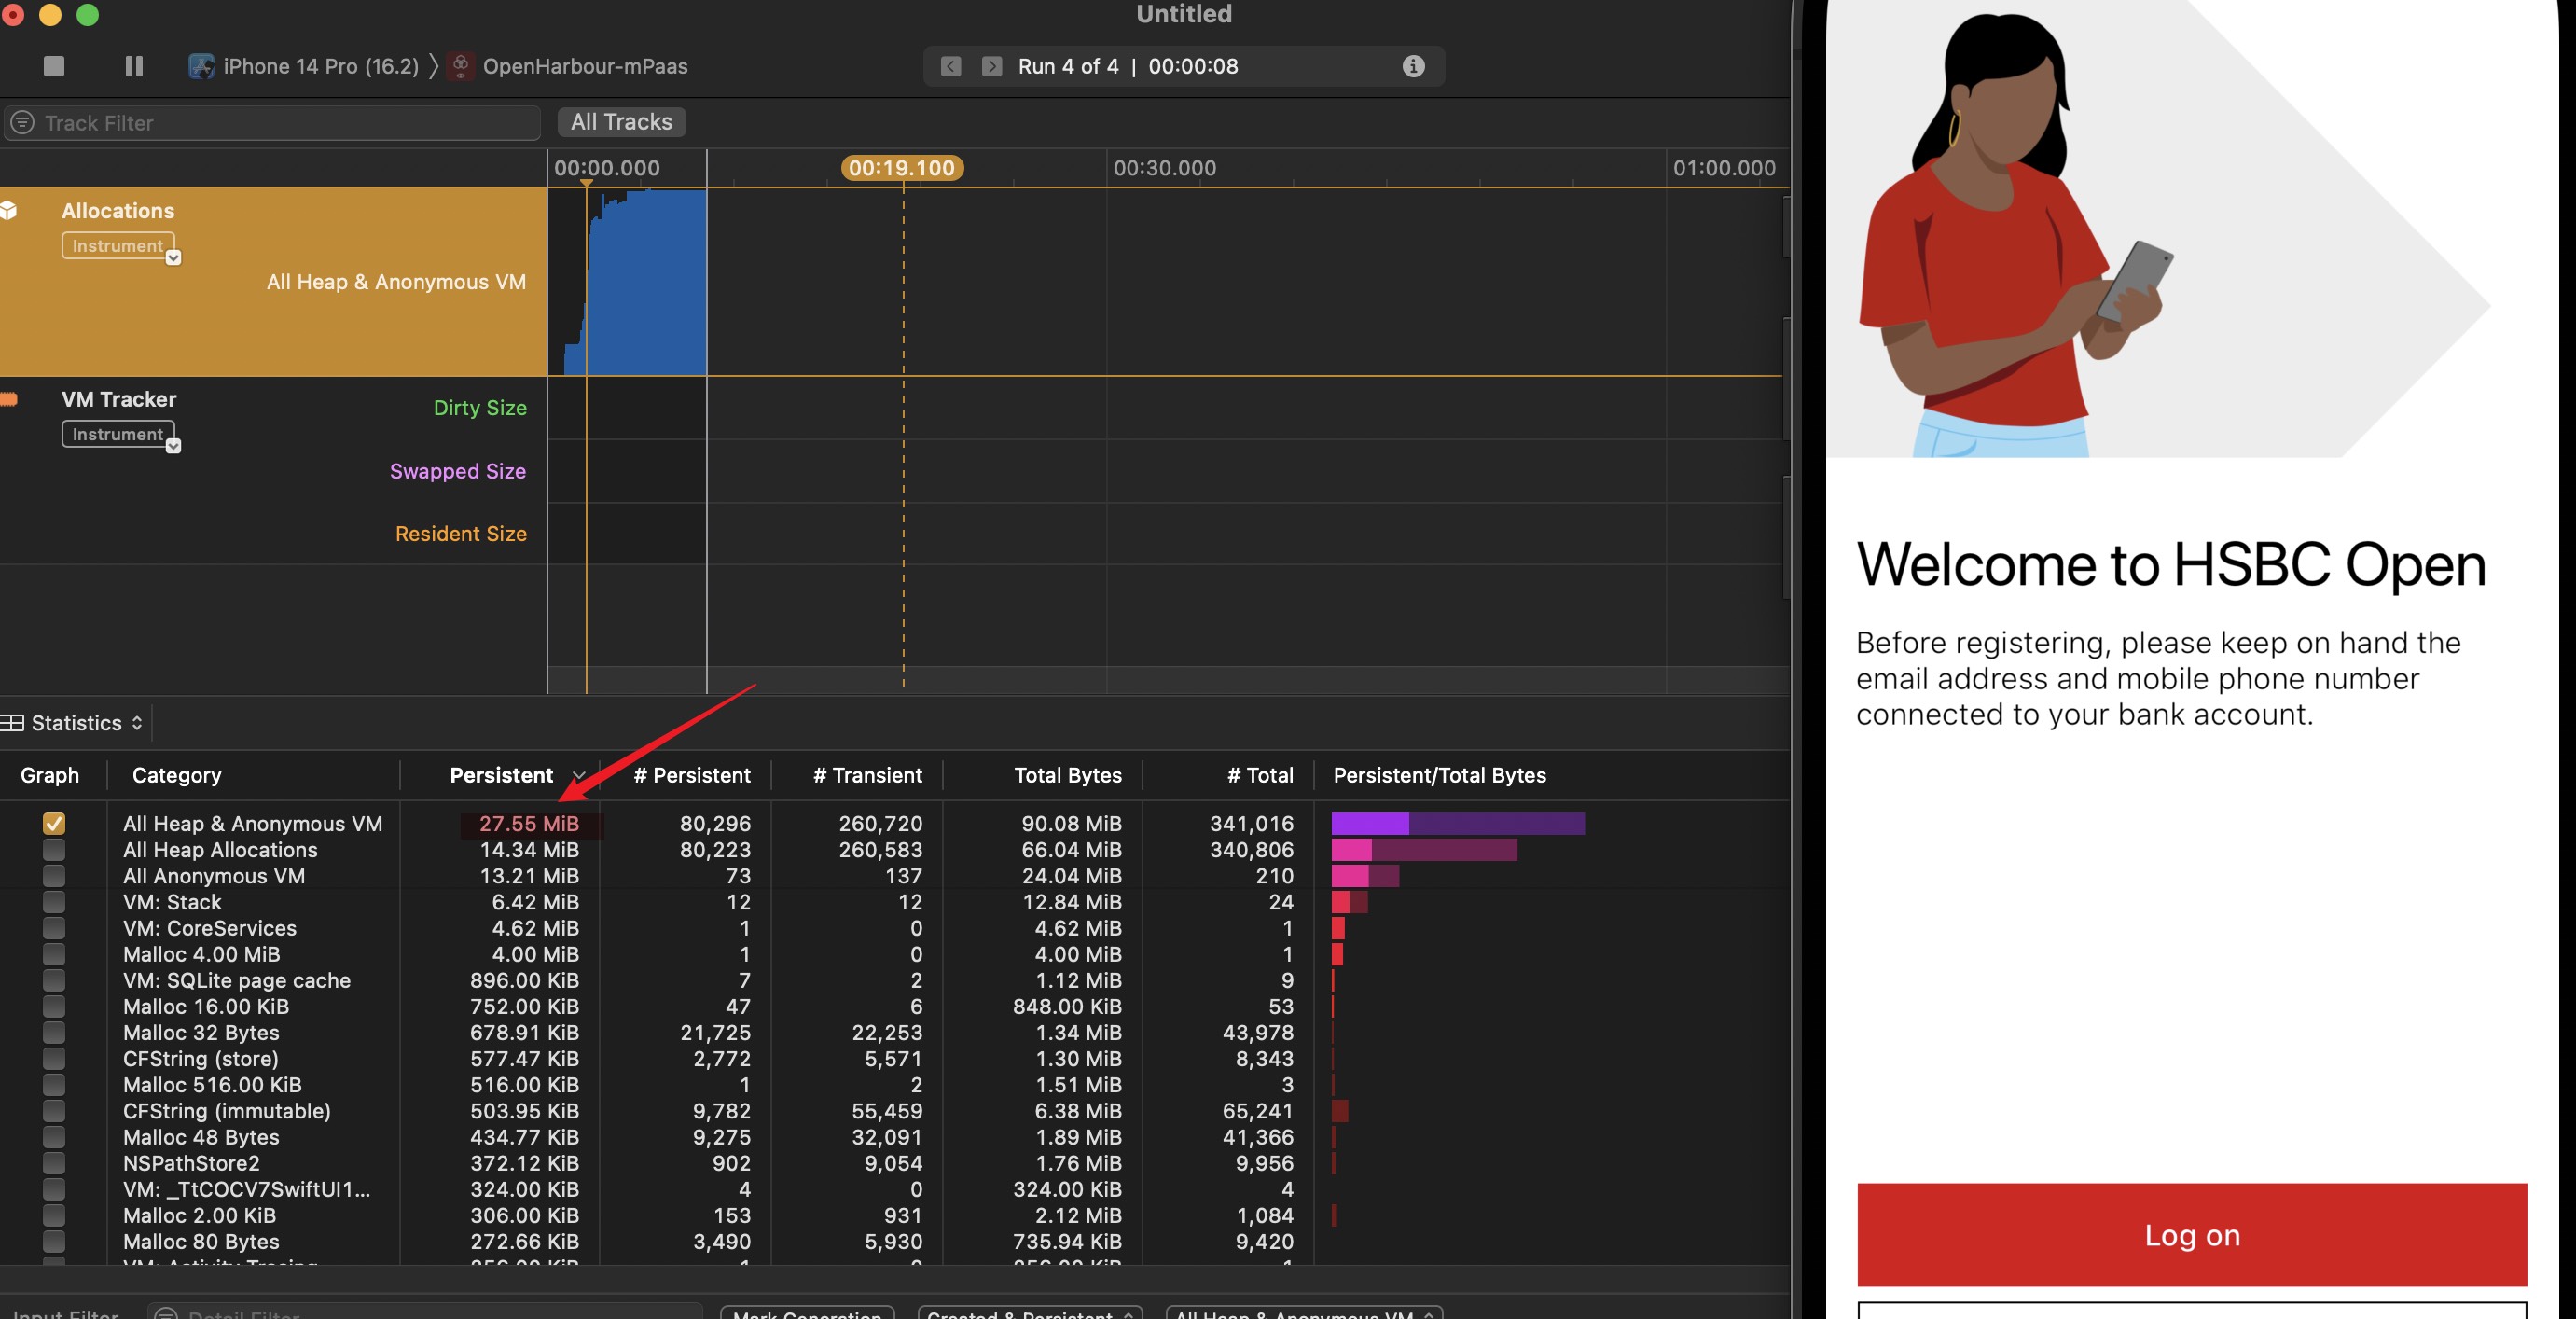 Untitled
iPhone 14 Pro (16.2) 〉 OpenHarbour-mPaas
Run 4 of 4 | 00:00:08
Track Filter
All Tracks
00:00.000 00:19.100 00:30.000 01:00.000
Allocations
Instrument
All Heap & Anonymous VM
VM Tracker
Instrument
Dirty Size
Swapped Size
Resident Size
Statistics
Graph Category Persistent # Persistent # Transient Total Bytes # Total Persistent/Total Bytes
All Heap & Anonymous VM 27.55 MiB 80,296 260,720 90.08 MiB 341,016
All Heap Allocations 14.34 MiB 80,223 260,583 66.04 MiB 340,806
All Anonymous VM 13.21 MiB 73 137 24.04 MiB 210
VM: Stack 6.42 MiB 12 12 12.84 MiB 24
VM: CoreServices 4.62 MiB 1 0 4.62 MiB 1
Malloc 4.00 MiB 4.00 MiB 1 0 4.00 MiB 1
VM: SQLite page cache 896.00 KiB 7 2 1.12 MiB 9
Malloc 16.00 KiB 752.00 KiB 47 6 848.00 KiB 53
Malloc 32 Bytes 678.91 KiB 21,725 22,253 1.34 MiB 43,978
CFString (store) 577.47 KiB 2,772 5,571 1.30 MiB 8,343
Malloc 516.00 KiB 516.00 KiB 1 2 1.51 MiB 3
CFString (immutable) 503.95 KiB 9,782 55,459 6.38 MiB 65,241
Malloc 48 Bytes 434.77 KiB 9,275 32,091 1.89 MiB 41,366
NSPathStore2 372.12 KiB 902 9,054 1.76 MiB 9,956
VM: _TtCOCV7SwiftUI1... 324.00 KiB 4 0 324.00 KiB 4
Malloc 2.00 KiB 306.00 KiB 153 931 2.12 MiB 1,084
Malloc 80 Bytes 272.66 KiB 3,490 5,930 735.94 KiB 9,420
VM: Activity Tracing 256.00 KiB 1 0 256.00 KiB 1
Input Filter Detail Filter Mark Generation Created & Persistent All Heap & Anonymous VM
Welcome to HSBC Open
Before registering, please keep on hand the
email address and mobile phone number
connected to your bank account.
Log on